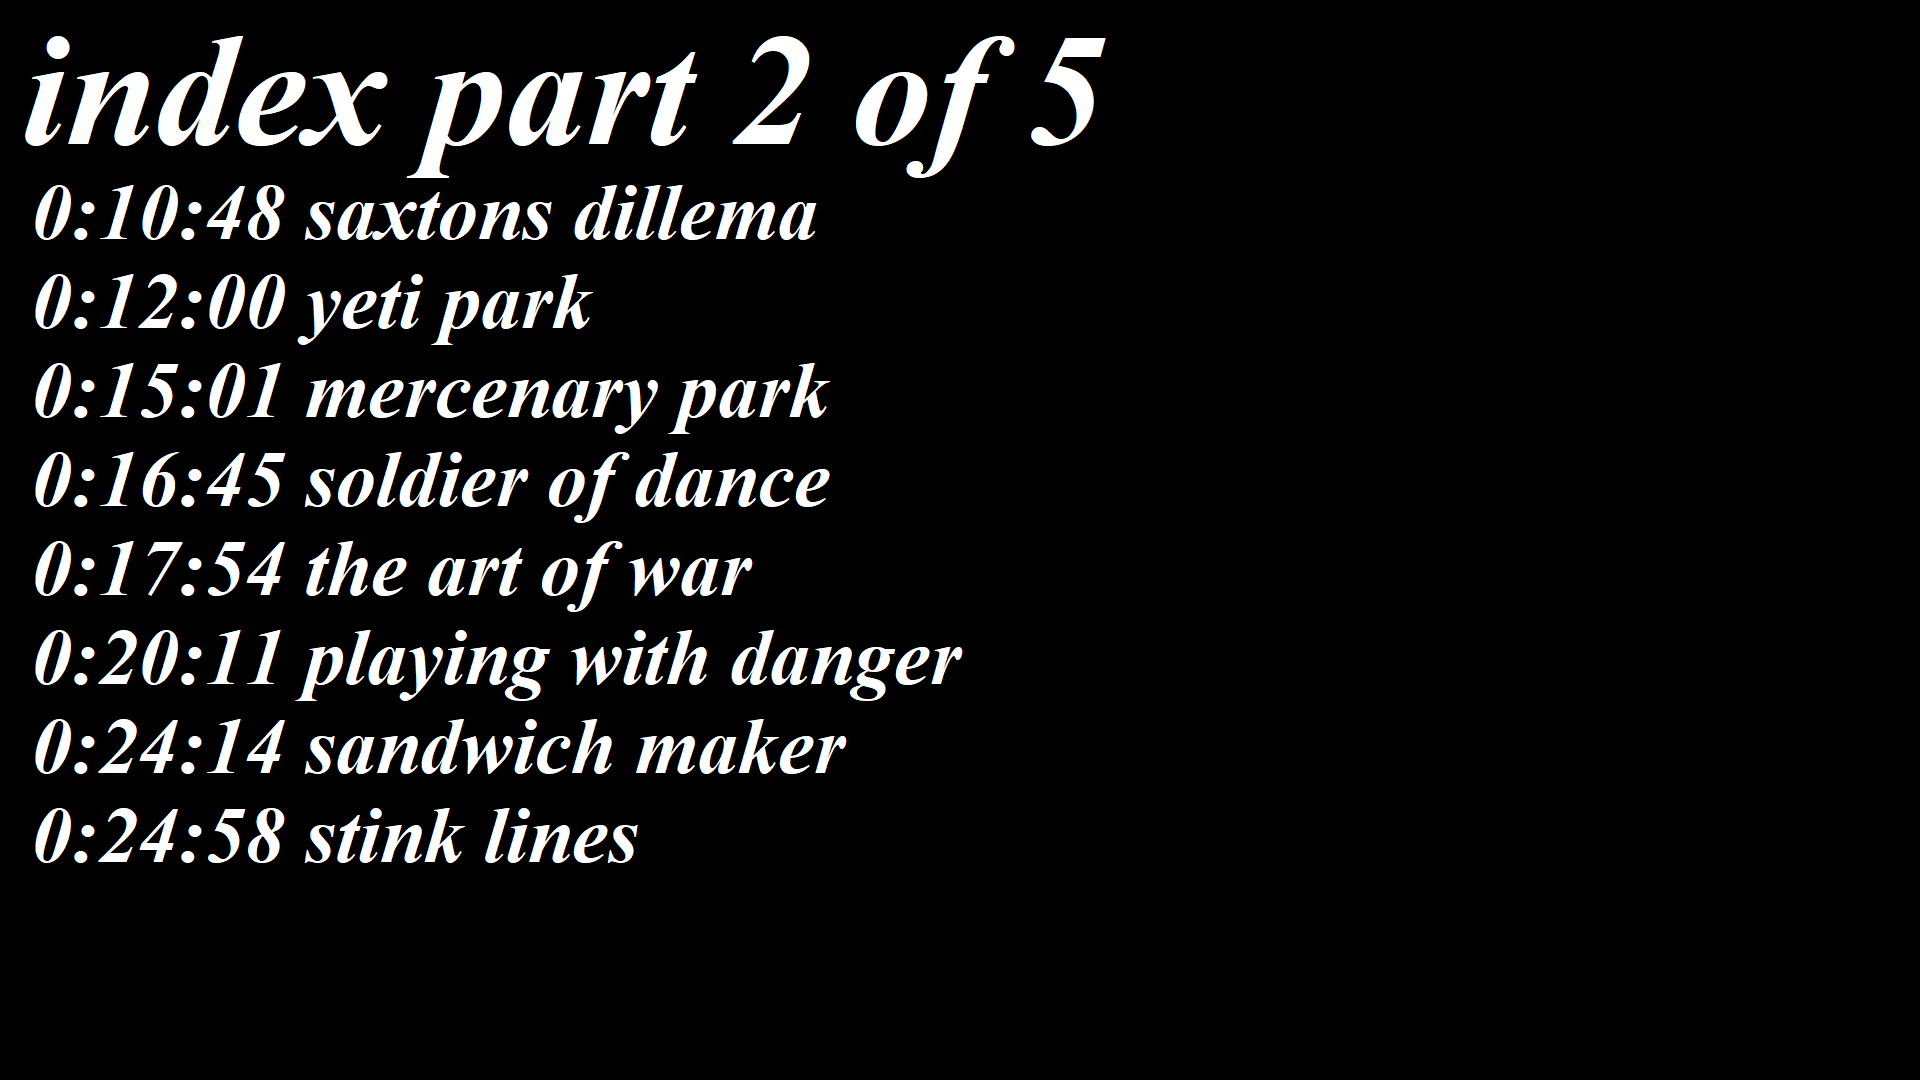 index part 2 of 5
0:10:48 saxtons dillema
0:12:00 yeti park
0:15:01 mercenary park
0:16:45 soldier of dance
0:17:54 the art of war
0:20:11 playing with danger
0:24:14 sandwich maker
0:24:58 stink lines